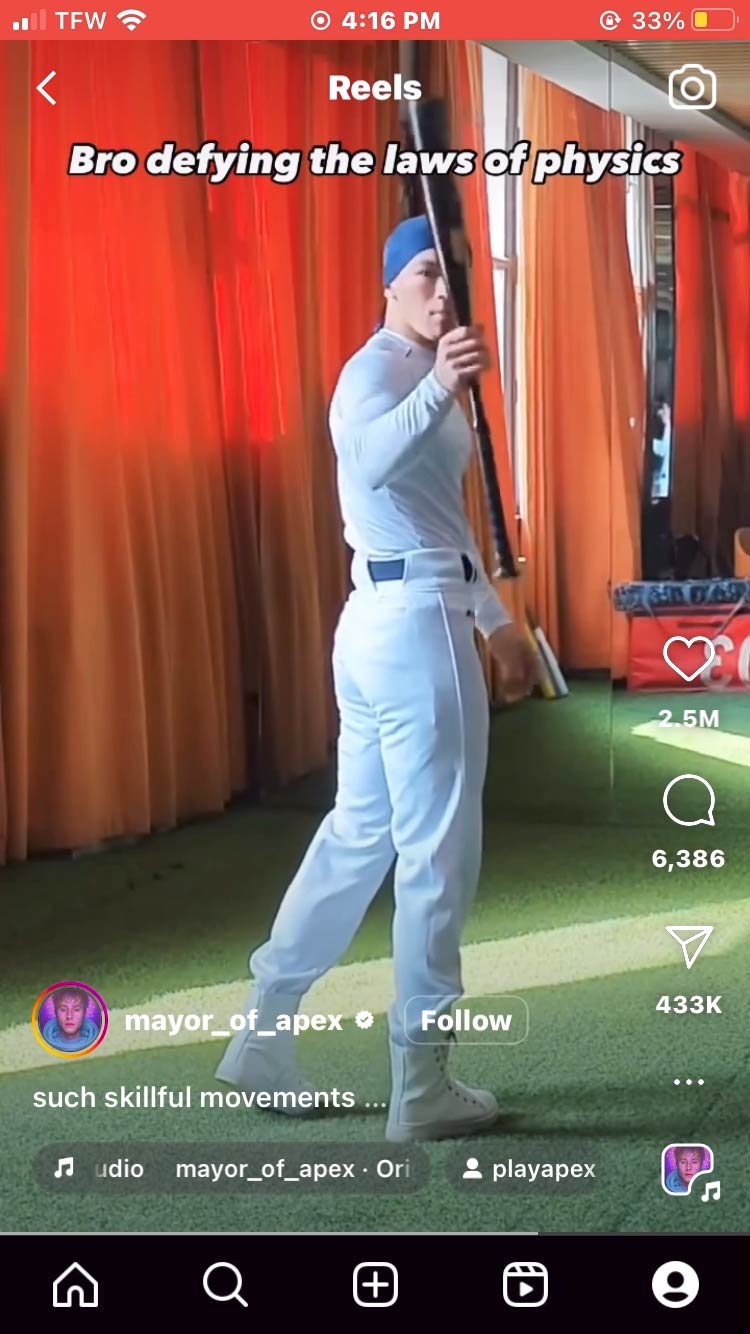 TFW 4:16 PM 33%
Reels
Bro defying the laws of physics
2.5M
6,386
433K
mayor_of_apex Follow
such skillful movements ...
udio mayor_of_apex · Ori playapex